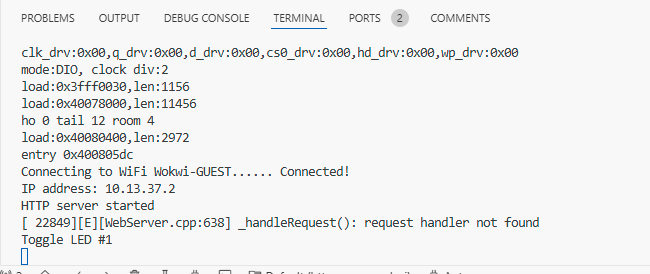 PROBLEMS OUTPUT DEBUG CONSOLE TERMINAL PORTS 2 COMMENTS
clk_drv:0x00,q_drv:0x00,d_drv:0x00,cs0_drv:0x00,hd_drv:0x00,wp_drv:0x00
mode:DIO, clock div:2
load:0x3fff0030,len:1156
load:0x40078000,len:11456
ho 0 tail 12 room 4
load:0x40080400,len:2972
entry 0x400805dc
Connecting to WiFi Wokwi-GUEST...... Connected!
IP address: 10.13.37.2
HTTP server started
[ 22849][E][WebServer.cpp:638] _handleRequest(): request handler not found
Toggle LED #1